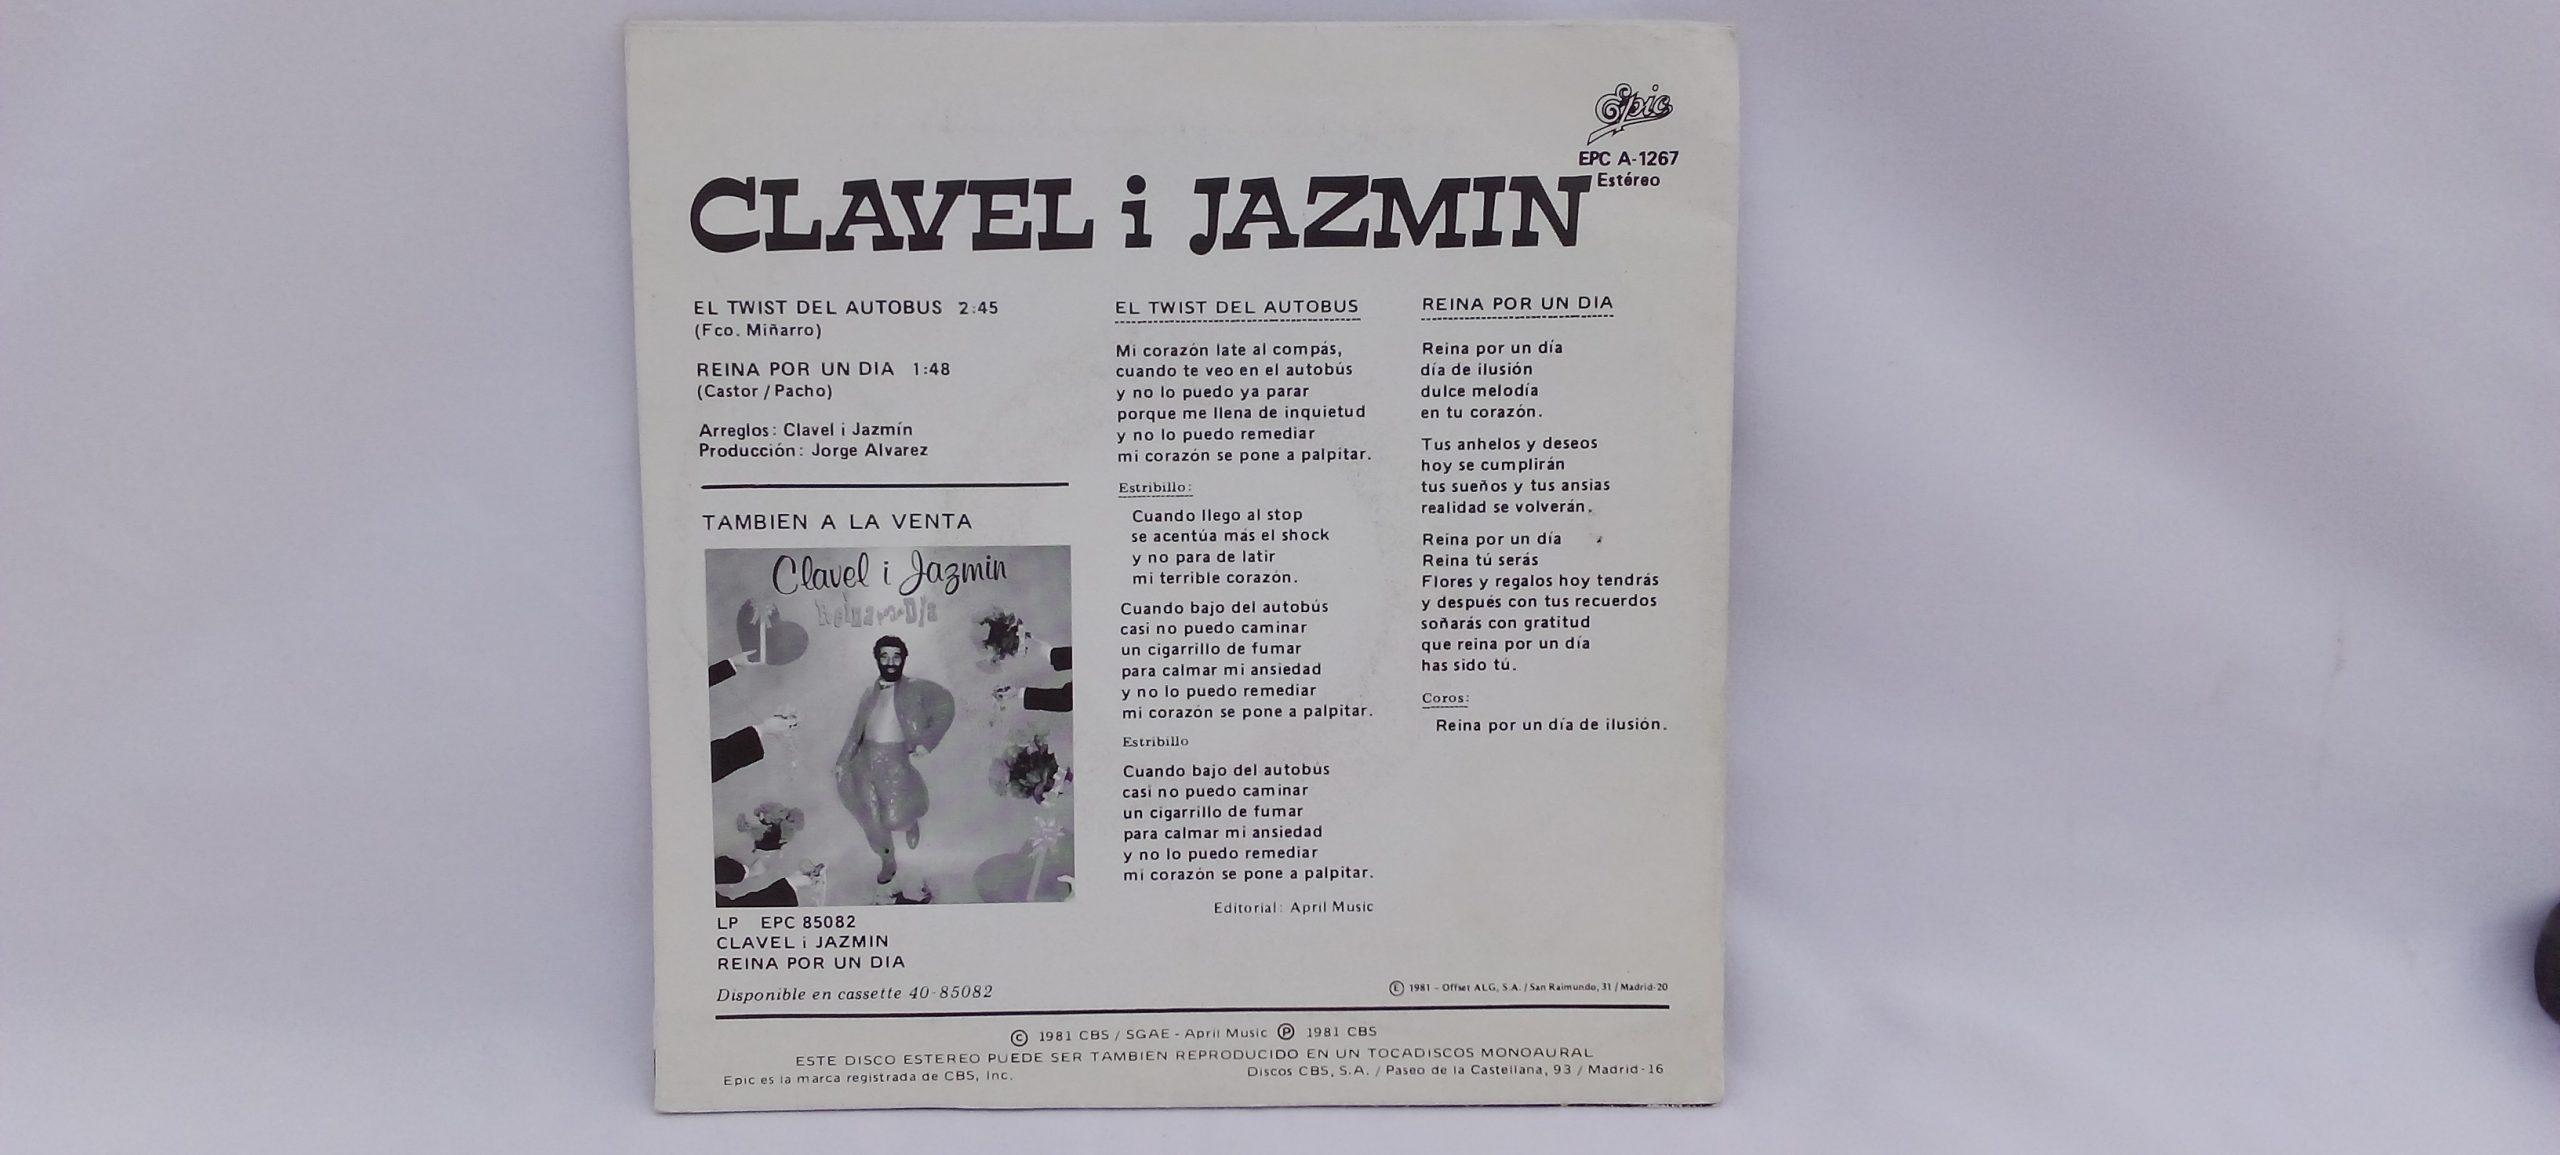 Epic
EPC A-1267
Estéreo
CLAVEL i JAZMIN
EL TWIST DEL AUTOBUS 2:45
(Fco. Miñarro)
REINA POR UN DIA 1:48
(Castor / Pacho)
Arreglos: Clavel i Jazmín
Producción: Jorge Alvarez
TAMBIEN A LA VENTA
Clavel i Jazmin
Reina por un Día
LP EPC 85082
CLAVEL i JAZMIN
REINA POR UN DIA
Disponible en cassette 40-85082
EL TWIST DEL AUTOBUS
Mi corazón late al compás,
cuando te veo en el autobús
y no lo puedo ya parar
porque me llena de inquietud
y no lo puedo remediar
mi corazón se pone a palpitar.
Estribillo:
Cuando llego al stop
se acentúa más el shock
y no para de latir
mi terrible corazón.
Cuando bajo del autobús
casi no puedo caminar
un cigarrillo de fumar
para calmar mi ansiedad
y no lo puedo remediar
mi corazón se pone a palpitar.
Estribillo
Cuando bajo del autobús
casi no puedo caminar
un cigarrillo de fumar
para calmar mi ansiedad
y no lo puedo remediar
mi corazón se pone a palpitar.
Editorial: April Music
REINA POR UN DIA
Reina por un día
día de ilusión
dulce melodía
en tu corazón.
Tus anhelos y deseos
hoy se cumplirán
tus sueños y tus ansias
realidad se volverán.
Reina por un día
Reina tú serás
Flores y regalos hoy tendrás
y después con tus recuerdos
soñarás con gratitud
que reina por un día
has sido tú.
Coros:
Reina por un día de ilusión.
Ⓔ 1981 - Offset ALG, S.A. / San Raimundo, 31 / Madrid-20
© 1981 CBS / SGAE - April Music ℗ 1981 CBS
ESTE DISCO ESTEREO PUEDE SER TAMBIEN REPRODUCIDO EN UN TOCADISCOS MONOAURAL
Epic es la marca registrada de CBS, Inc.
Discos CBS, S.A. / Paseo de la Castellana, 93 / Madrid-16